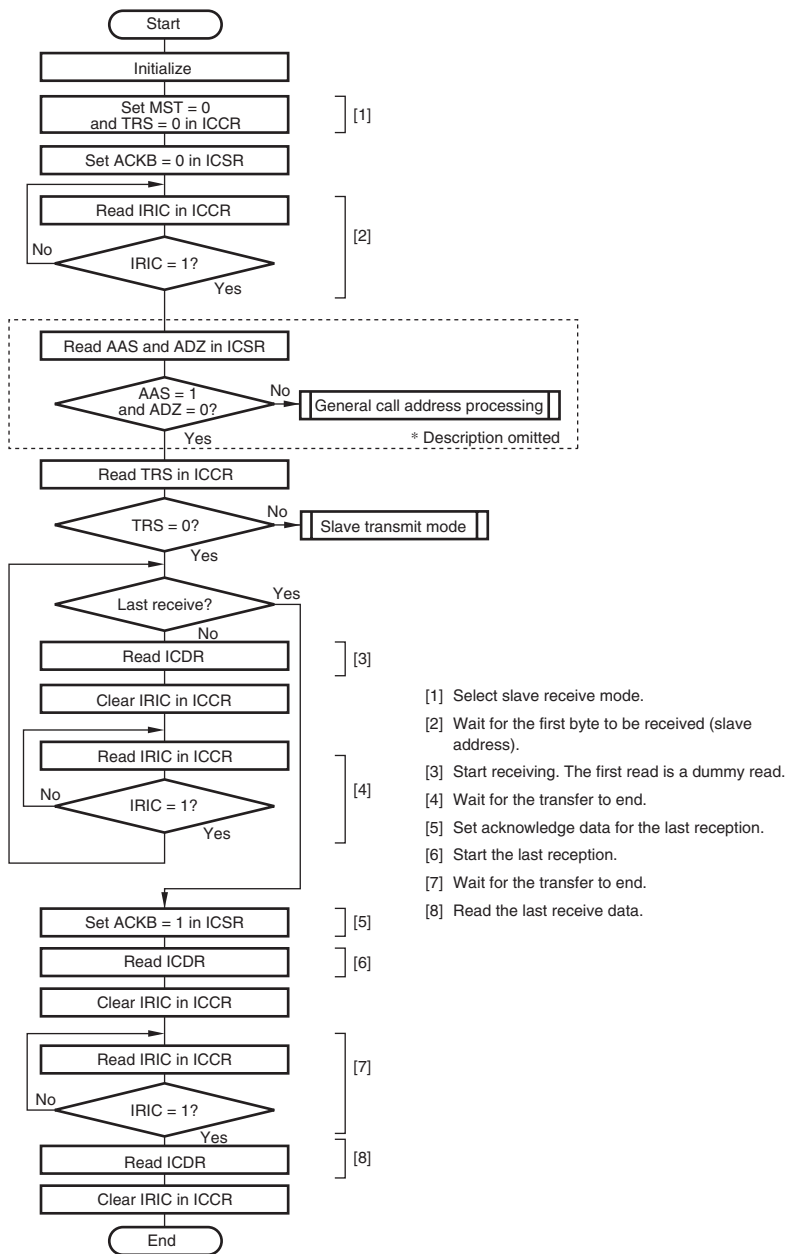 Start
Initialize
Set MST = 0
and TRS = 0 in ICCR
[1]
Set ACKB = 0 in ICSR
Read IRIC in ICCR
[2]
No
IRIC = 1?
Yes
Read AAS and ADZ in ICSR
AAS = 1
and ADZ = 0?
No
General call address processing
Yes
* Description omitted
Read TRS in ICCR
TRS = 0?
No
Slave transmit mode
Yes
Last receive?
Yes
No
Read ICDR
[3]
Clear IRIC in ICCR
Read IRIC in ICCR
[4]
No
IRIC = 1?
Yes
Set ACKB = 1 in ICSR
[5]
Read ICDR
[6]
Clear IRIC in ICCR
Read IRIC in ICCR
[7]
No
IRIC = 1?
Yes
Read ICDR
[8]
Clear IRIC in ICCR
End
[1] Select slave receive mode.
[2] Wait for the first byte to be received (slave
address).
[3] Start receiving. The first read is a dummy read.
[4] Wait for the transfer to end.
[5] Set acknowledge data for the last reception.
[6] Start the last reception.
[7] Wait for the transfer to end.
[8] Read the last receive data.